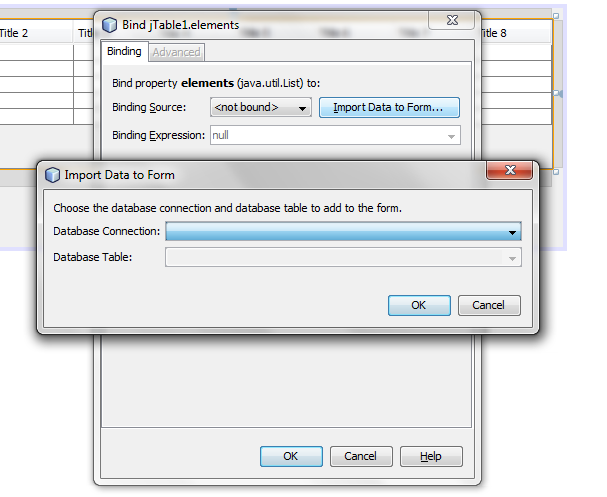 Title 2
Title 8
Bind jTable1.elements
Binding
Advanced
Bind property elements (java.util.List) to:
Binding Source: <not bound> Import Data to Form...
Binding Expression: null
Import Data to Form
Choose the database connection and database table to add to the form.
Database Connection:
Database Table:
OK Cancel
OK Cancel Help